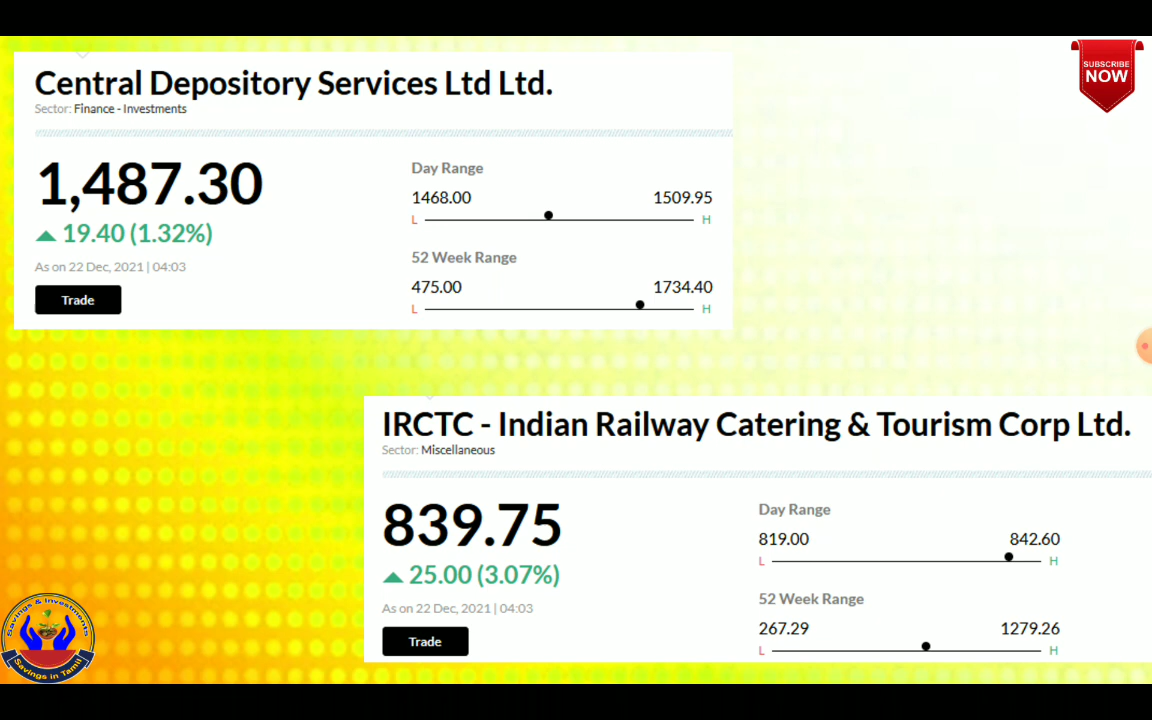 Central Depository Services Ltd Ltd.
Sector: Finance - Investments
1,487.30
19.40 (1.32%)
As on 22 Dec, 2021 | 04:03
Trade
Day Range
1468.00 1509.95
L H
52 Week Range
475.00 1734.40
L H
SUBSCRIBE
NOW
IRCTC - Indian Railway Catering & Tourism Corp Ltd.
Sector: Miscellaneous
839.75
25.00 (3.07%)
As on 22 Dec, 2021 | 04:03
Trade
Day Range
819.00 842.60
L H
52 Week Range
267.29 1279.26
L H
Savings & Investments
Savings in Tamil